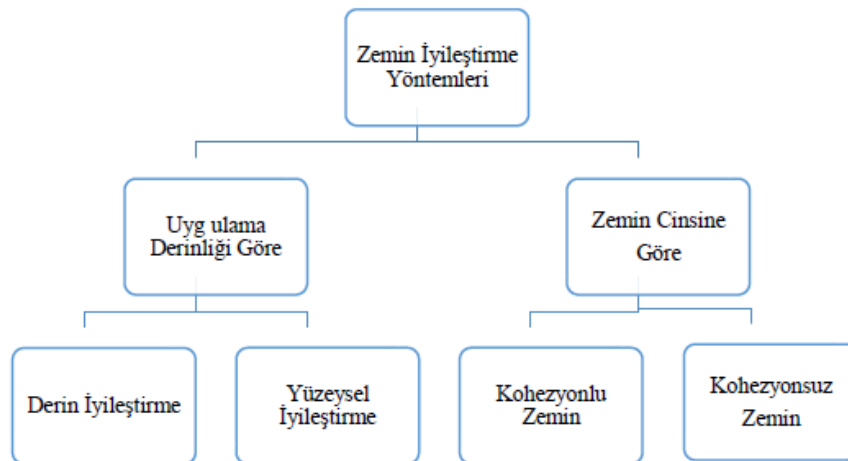 Zemin İyileştirme
Yöntemleri
Uyg ulama
Derinliği Göre
Zemin Cinsine
Göre
Derin İyileştirme
Yüzeysel
İyileştirme
Kohezyonlu
Zemin
Kohezyonsuz
Zemin